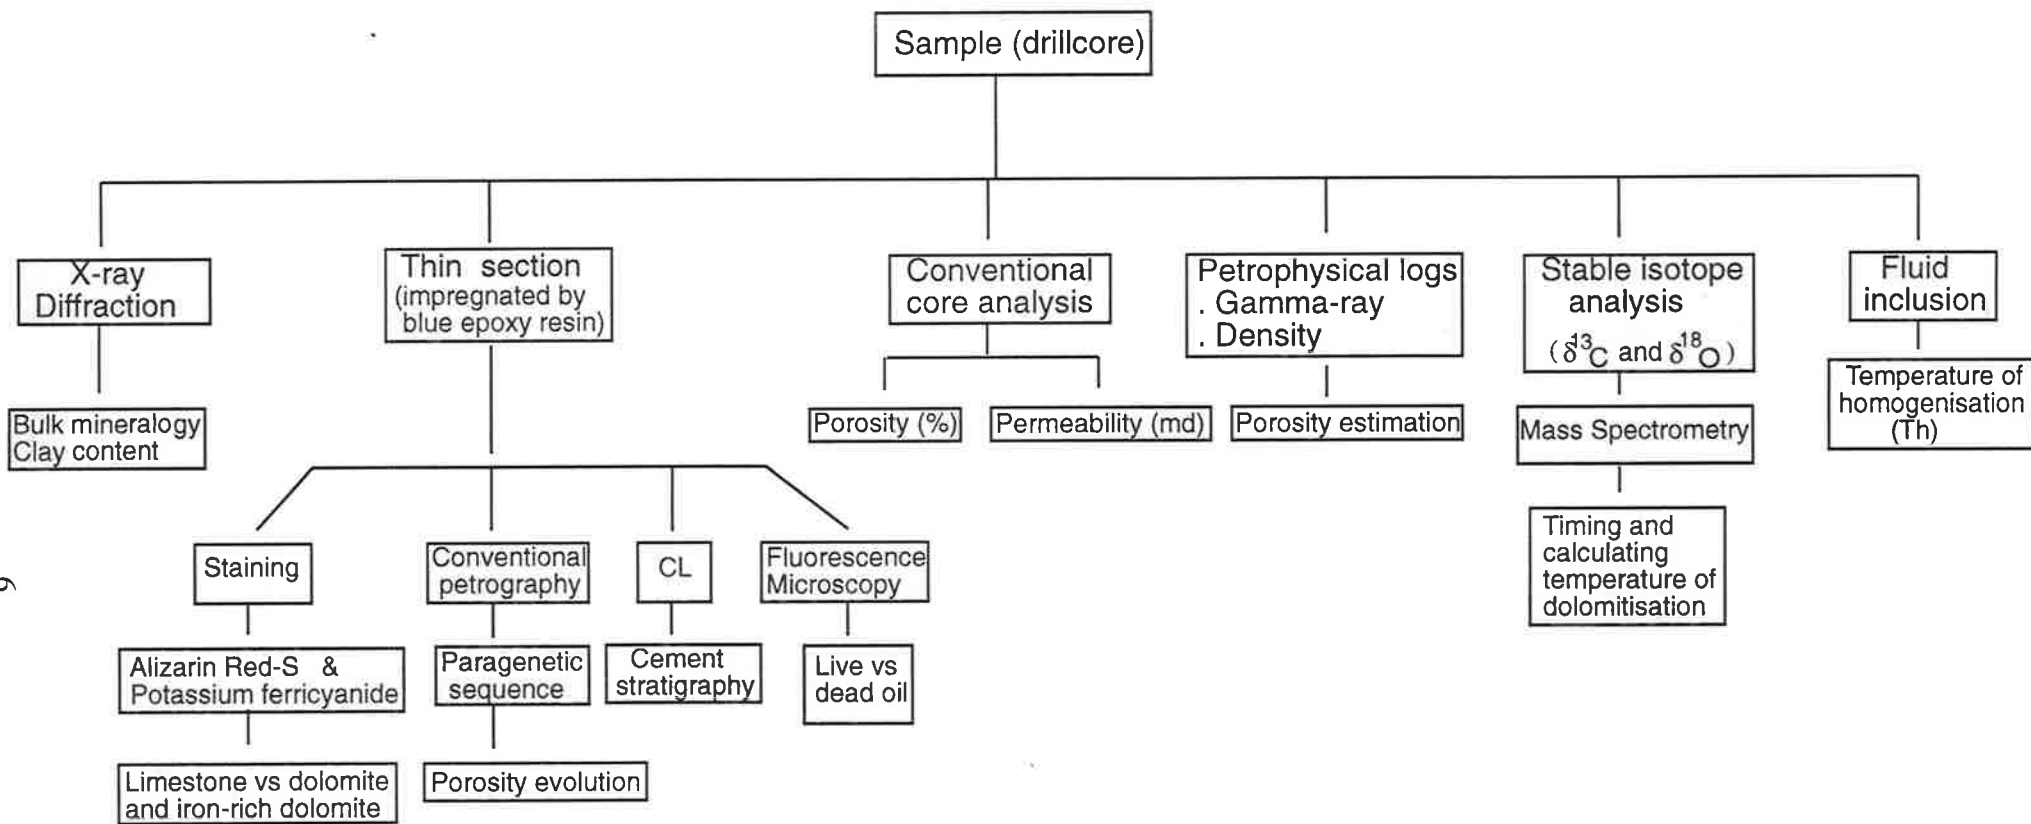 Sample (drillcore)
X-ray
Diffraction
Thin section
(impregnated by
blue epoxy resin)
Conventional
core analysis
Petrophysical logs
. Gamma-ray
. Density
Stable isotope
analysis
(δ¹³C and δ¹⁸O)
Fluid
inclusion
Bulk mineralogy
Clay content
Porosity (%)
Permeability (md)
Porosity estimation
Mass Spectrometry
Temperature of
homogenisation
(Th)
Timing and
calculating
temperature of
dolomitisation
Staining
Conventional
petrography
CL
Fluorescence
Microscopy
Alizarin Red-S &
Potassium ferricyanide
Paragenetic
sequence
Cement
stratigraphy
Live vs
dead oil
Limestone vs dolomite
and iron-rich dolomite
Porosity evolution